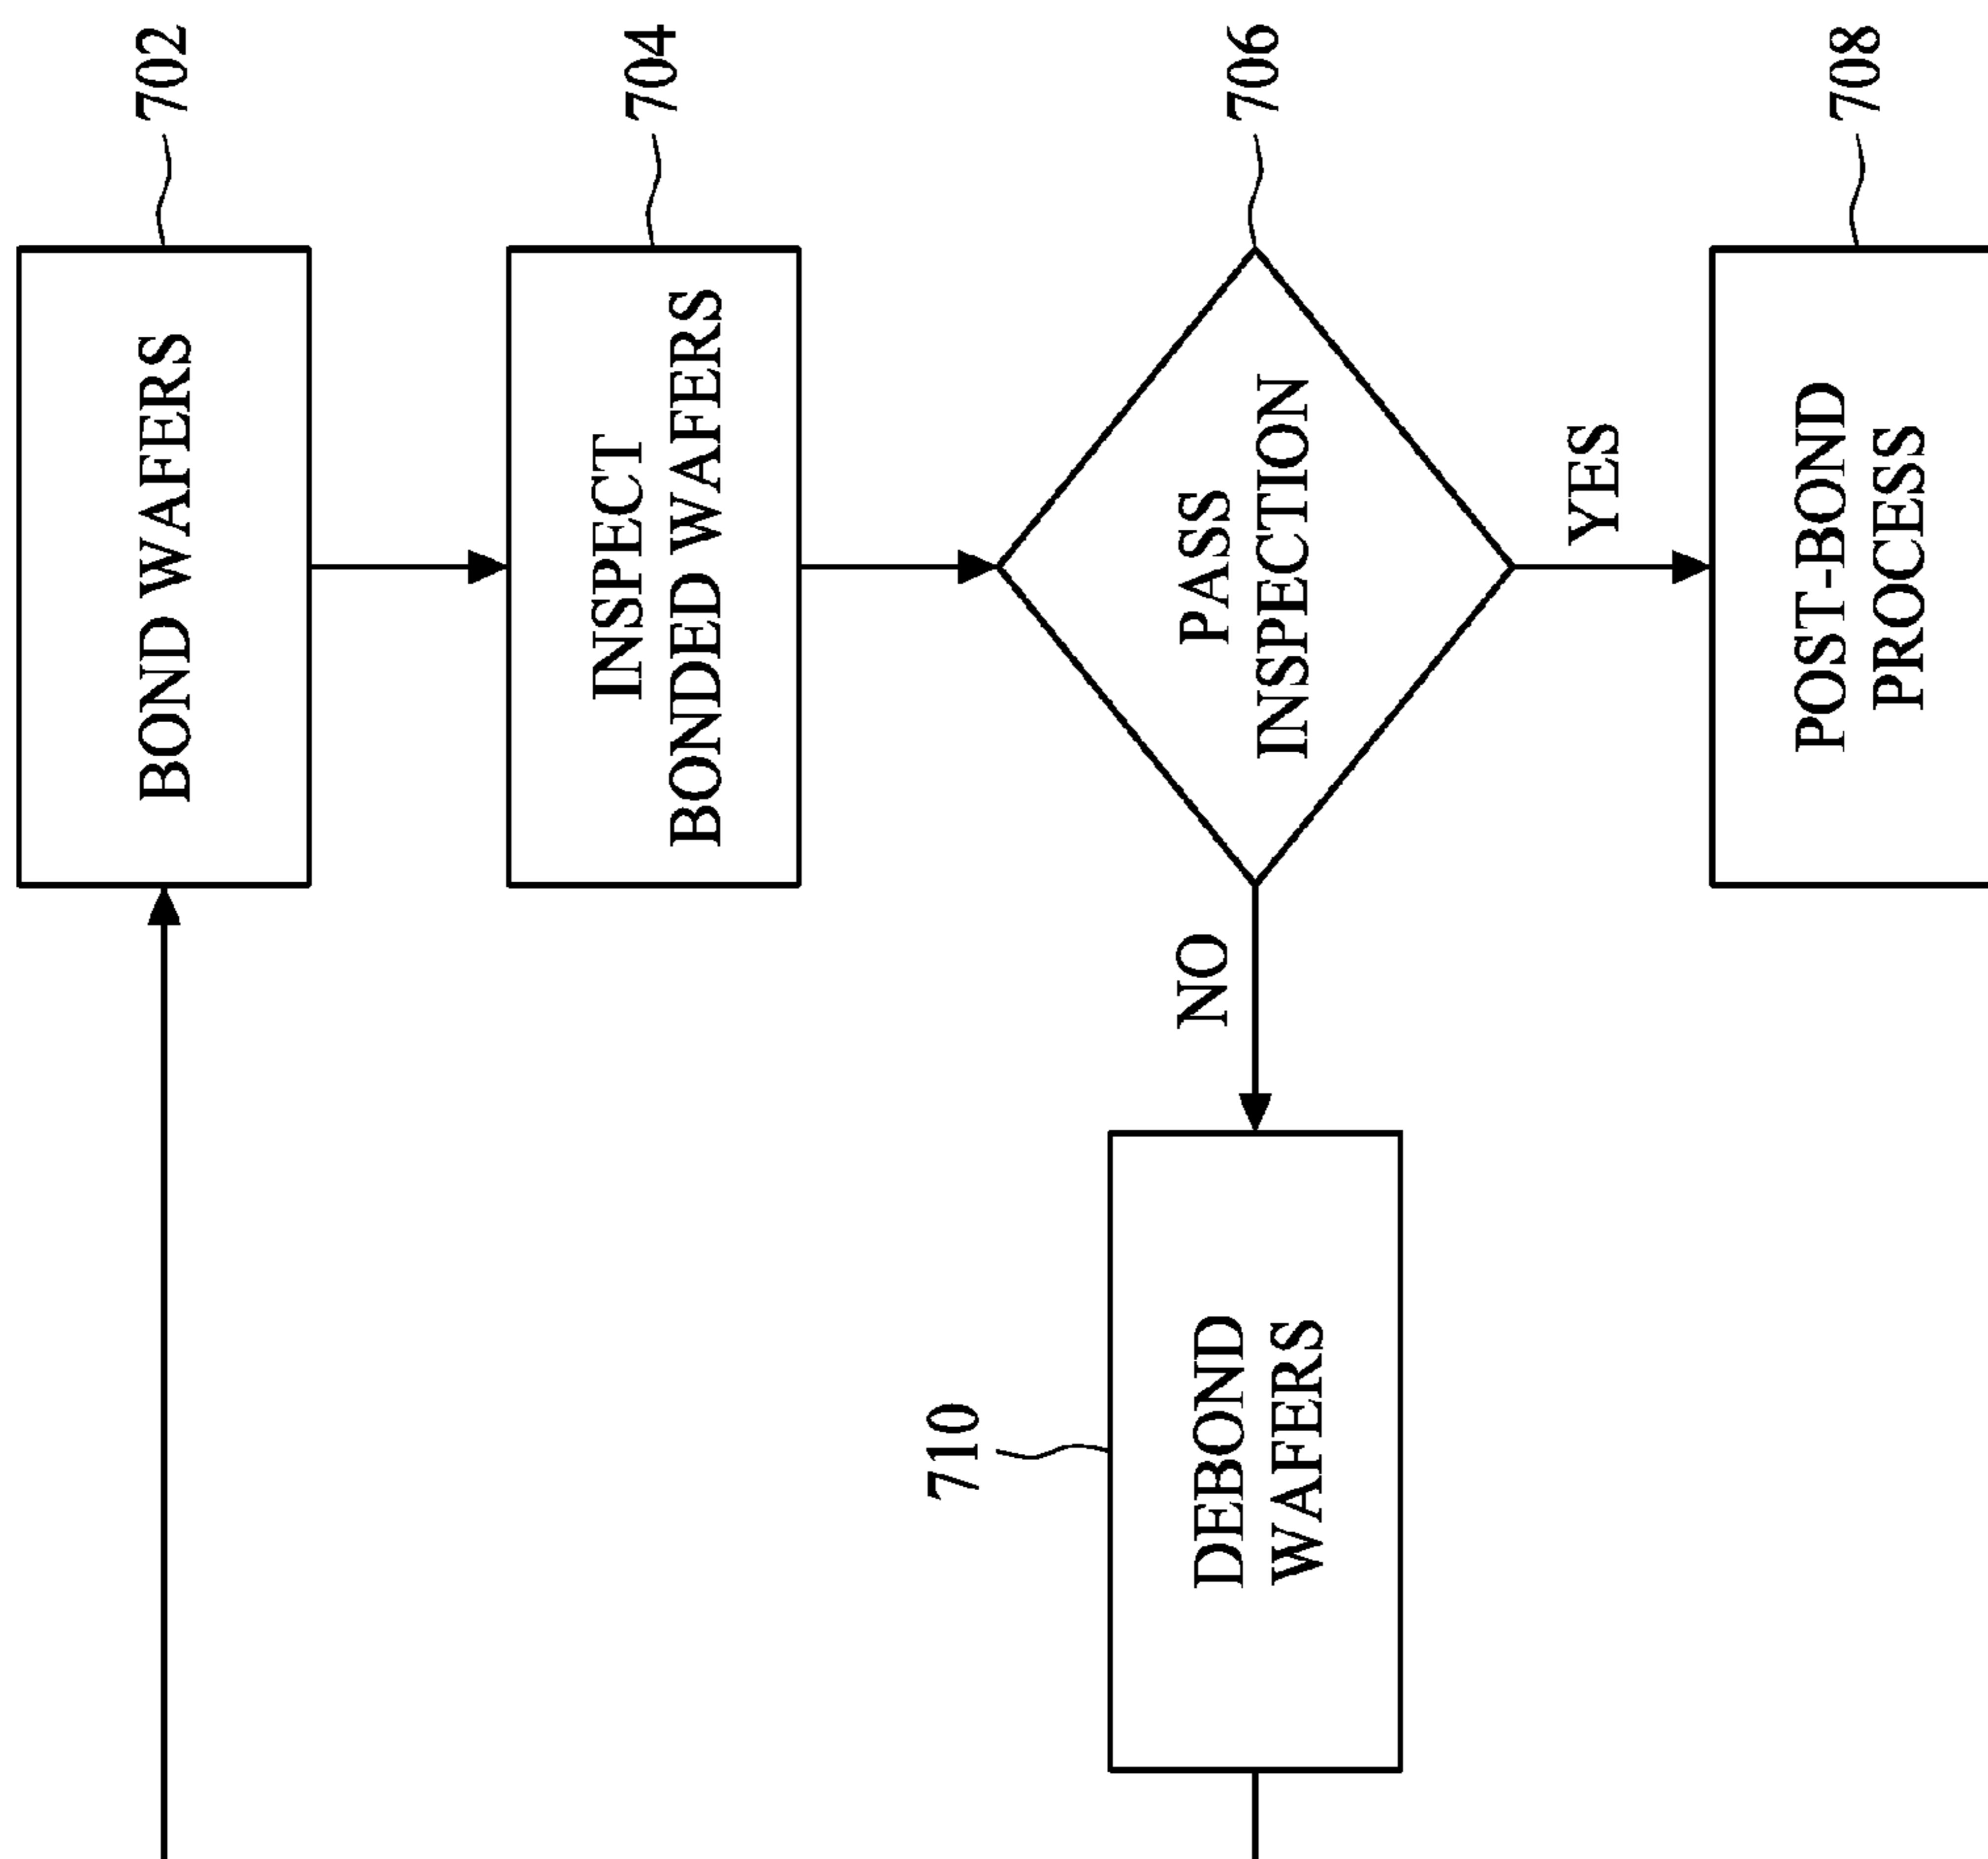 BOND WAFERS
702
INSPECT
BONDED WAFERS
704
PASS
INSPECTION
706
YES
NO
POST-BOND
PROCESS
708
710
DEBOND
WAFERS